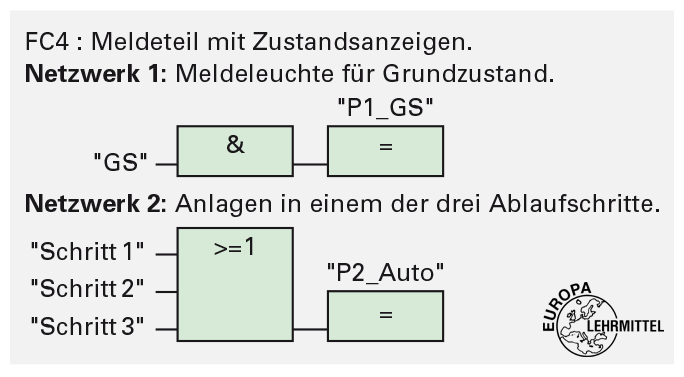 FC4 : Meldeteil mit Zustandsanzeigen.
Netzwerk 1: Meldeleuchte für Grundzustand.
"P1_GS"
&
=
"GS"
Netzwerk 2: Anlagen in einem der drei Ablaufschritte.
"Schritt 1"
>=1
"Schritt 2"
"P2_Auto"
"Schritt 3"
=
EUROPA
LEHRMITTEL